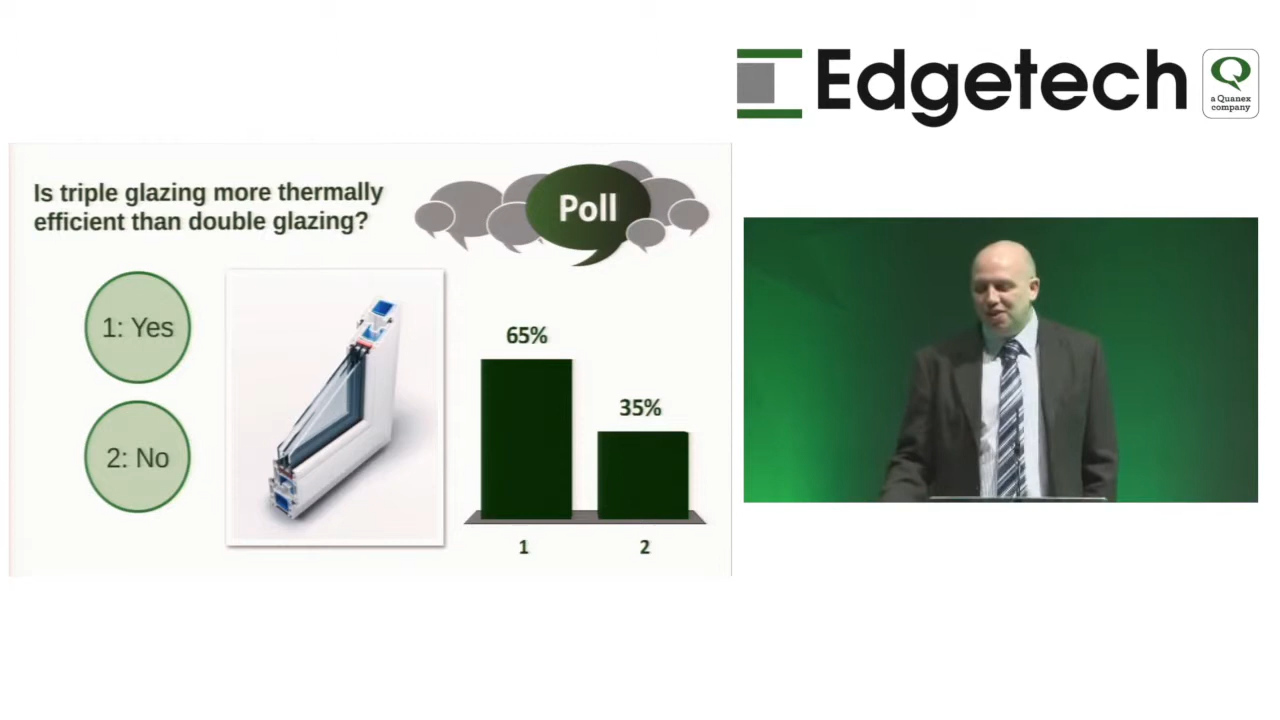 Edgetech
a Quanex
company
Is triple glazing more thermally
efficient than double glazing?
Poll
1: Yes
2: No
65%
35%
1
2